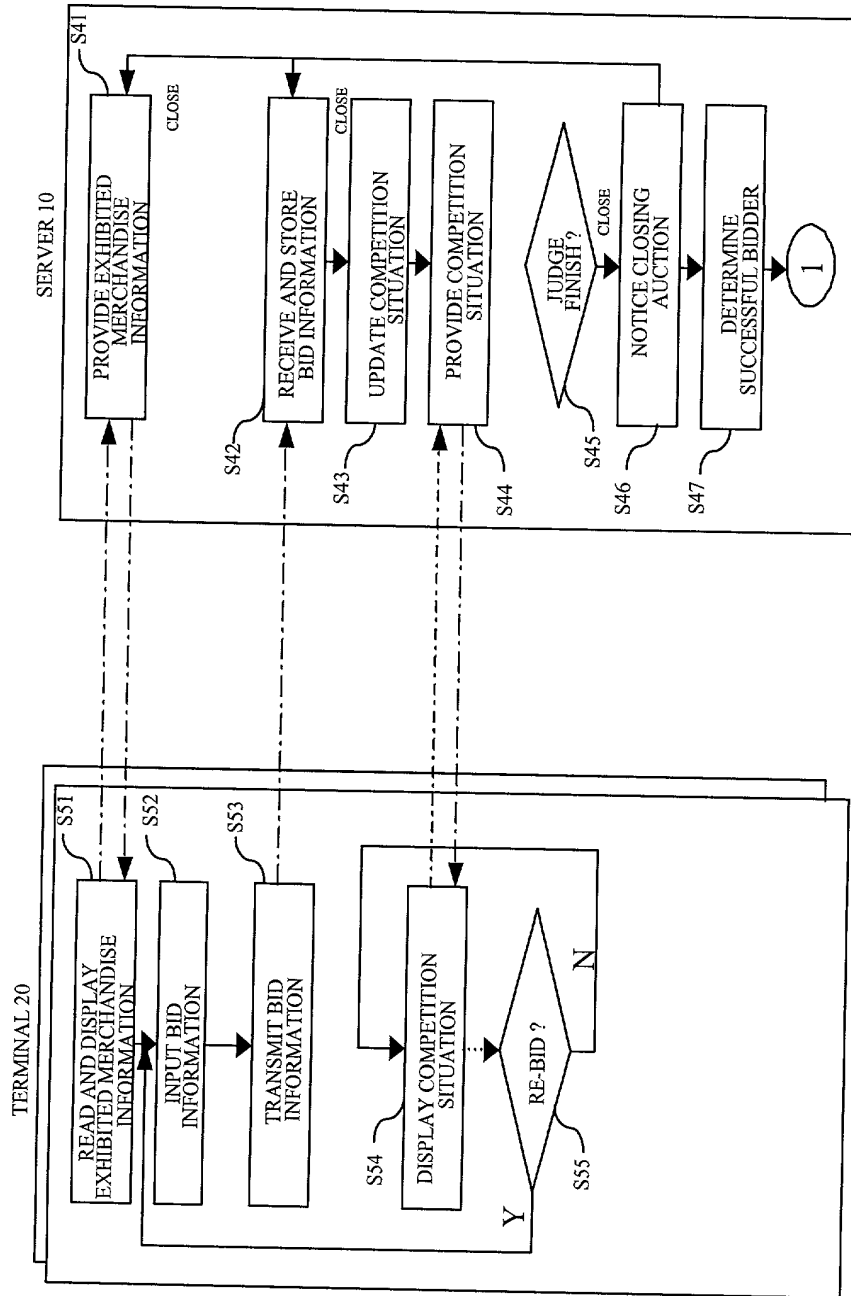 TERMINAL 20
S51
READ AND DISPLAY
EXHIBITED MERCHANDISE
INFORMATION
S52
INPUT BID
INFORMATION
S53
TRANSMIT BID
INFORMATION
S54
DISPLAY COMPETITION
SITUATION
RE-BID ?
S55
Y
N
SERVER 10
S41
PROVIDE EXHIBITED
MERCHANDISE
INFORMATION
CLOSE
S42
RECEIVE AND STORE
BID INFORMATION
CLOSE
S43
UPDATE COMPETITION
SITUATION
S44
PROVIDE COMPETITION
SITUATION
S45
JUDGE
FINISH ?
CLOSE
S46
NOTICE CLOSING
AUCTION
S47
DETERMINE
SUCCESSFUL BIDDER
1